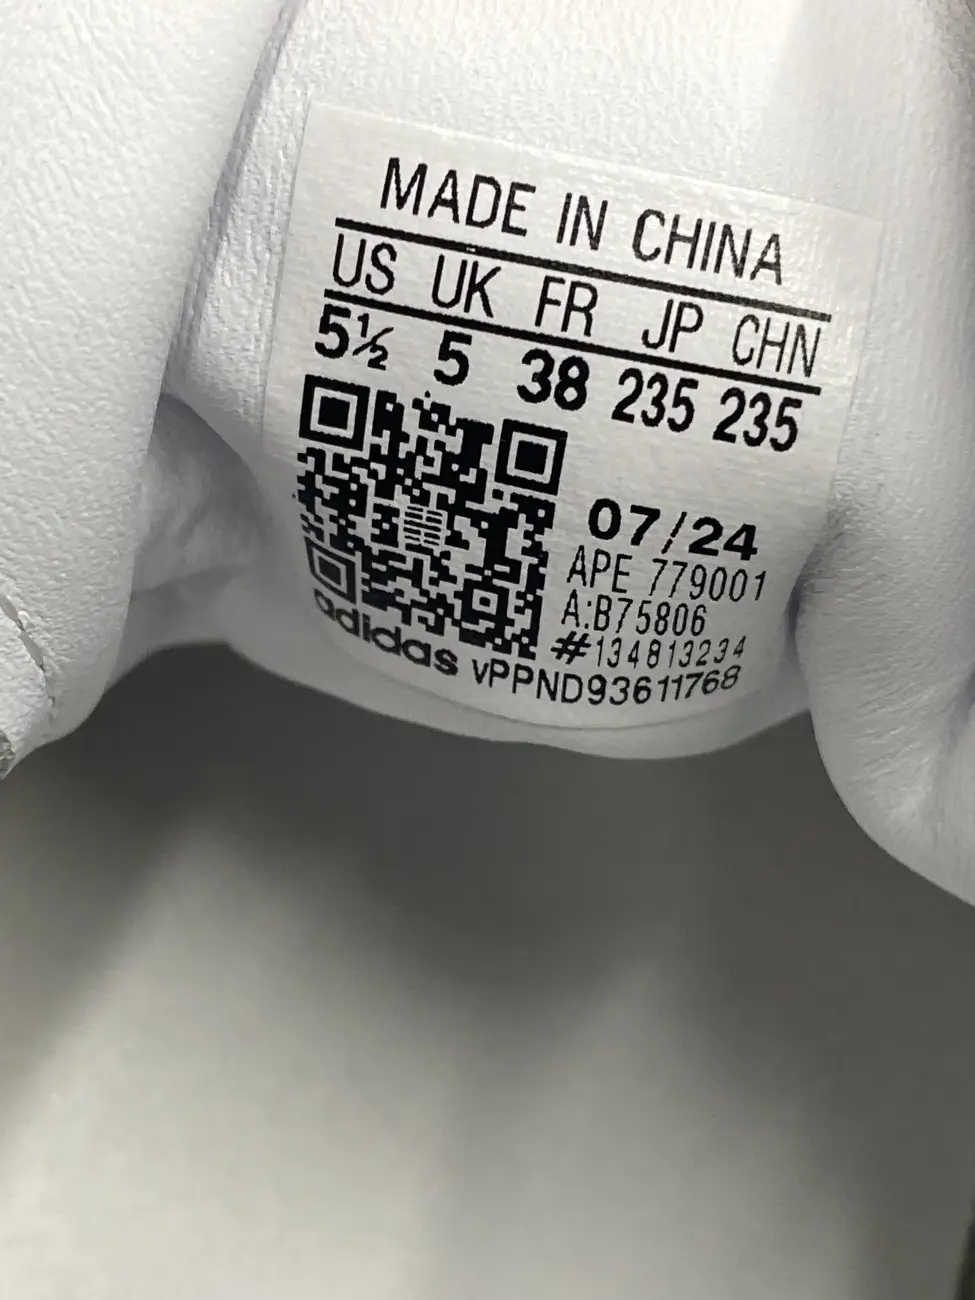 MADE IN CHINA
US UK FR JP CHN
5½ 5 38 235 235
07/24
APE 779001
A:B75806
#134813234
adidas vPPND93611768